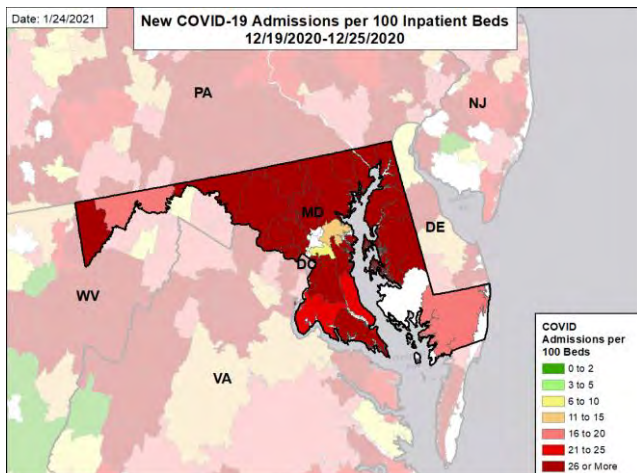 Date: 1/24/2021
New COVID-19 Admissions per 100 Inpatient Beds
12/19/2020-12/25/2020
PA
NJ
MD
DE
DC
WV
VA
COVID
Admissions per
100 Beds
0 to 2
3 to 5
6 to 10
11 to 15
16 to 20
21 to 25
26 or More